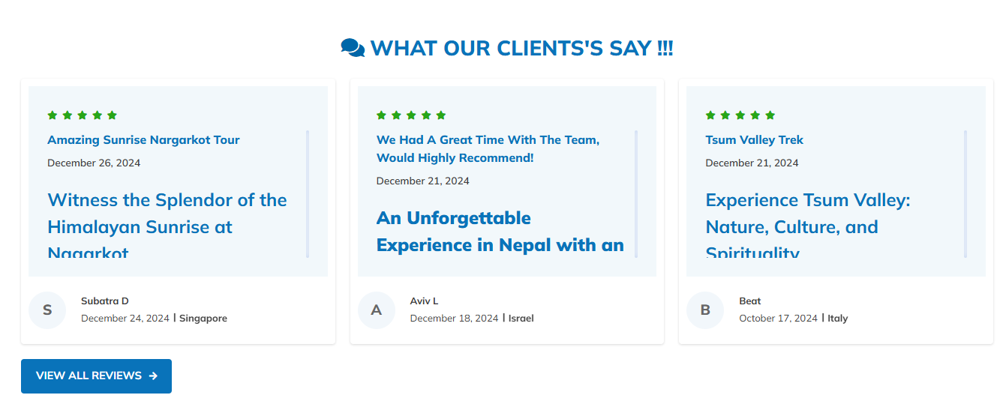 WHAT OUR CLIENTS'S SAY !!!
Amazing Sunrise Nargarkot Tour
December 26, 2024
Witness the Splendor of the
Himalayan Sunrise at
Nagarkot
S
Subatra D
December 24, 2024 | Singapore
We Had A Great Time With The Team,
Would Highly Recommend!
December 21, 2024
An Unforgettable
Experience in Nepal with an
A
Aviv L
December 18, 2024 | Israel
Tsum Valley Trek
December 21, 2024
Experience Tsum Valley:
Nature, Culture, and
Spirituality
B
Beat
October 17, 2024 | Italy
VIEW ALL REVIEWS